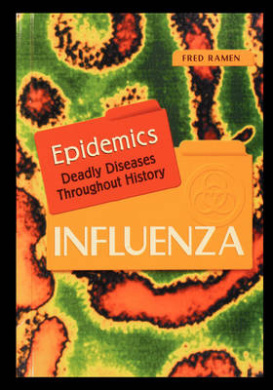 FRED RAMEN
Epidemics
Deadly Diseases
Throughout History
INFLUENZA